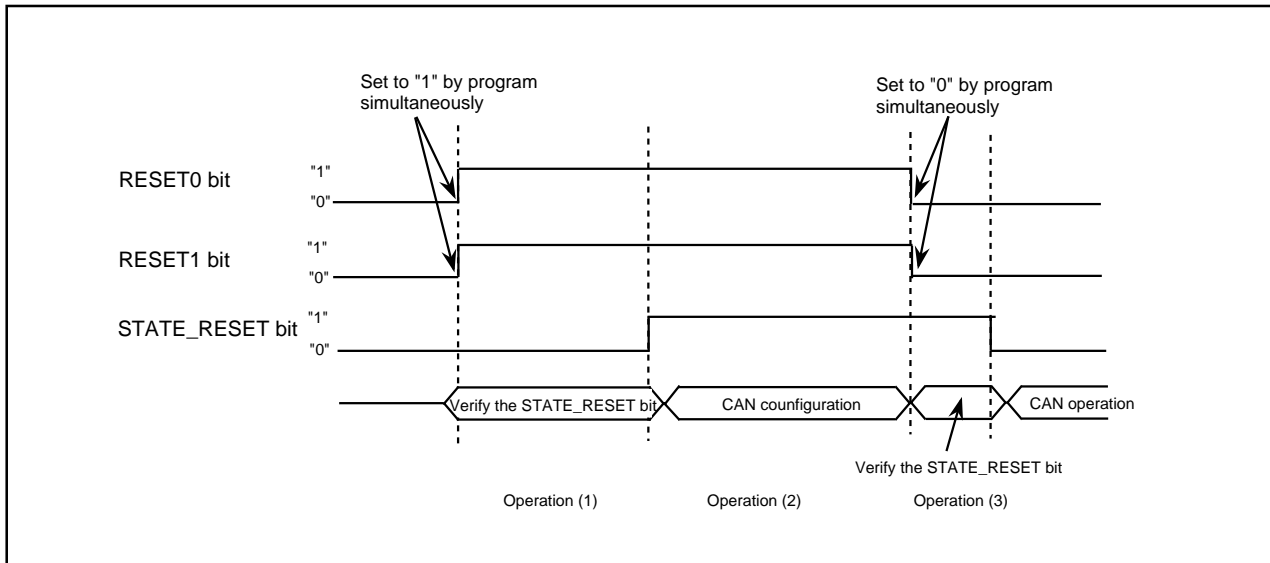 Set to "1" by program
simultaneously
Set to "0" by program
simultaneously
RESET0 bit
"1"
"0"
RESET1 bit
"1"
"0"
STATE_RESET bit
"1"
"0"
Verify the STATE_RESET bit
CAN counfiguration
CAN operation
Verify the STATE_RESET bit
Operation (1)
Operation (2)
Operation (3)